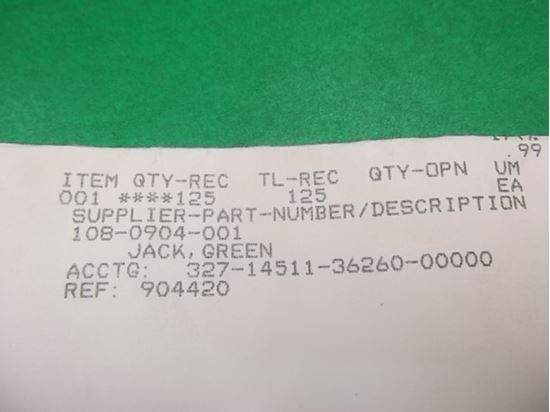 .99
ITEM QTY-REC TL-REC QTY-OPN UM
001 ****125 125 EA
SUPPLIER-PART-NUMBER/DESCRIPTION
108-0904-001
JACK,GREEN
ACCTG: 327-14511-36260-00000
REF: 904420